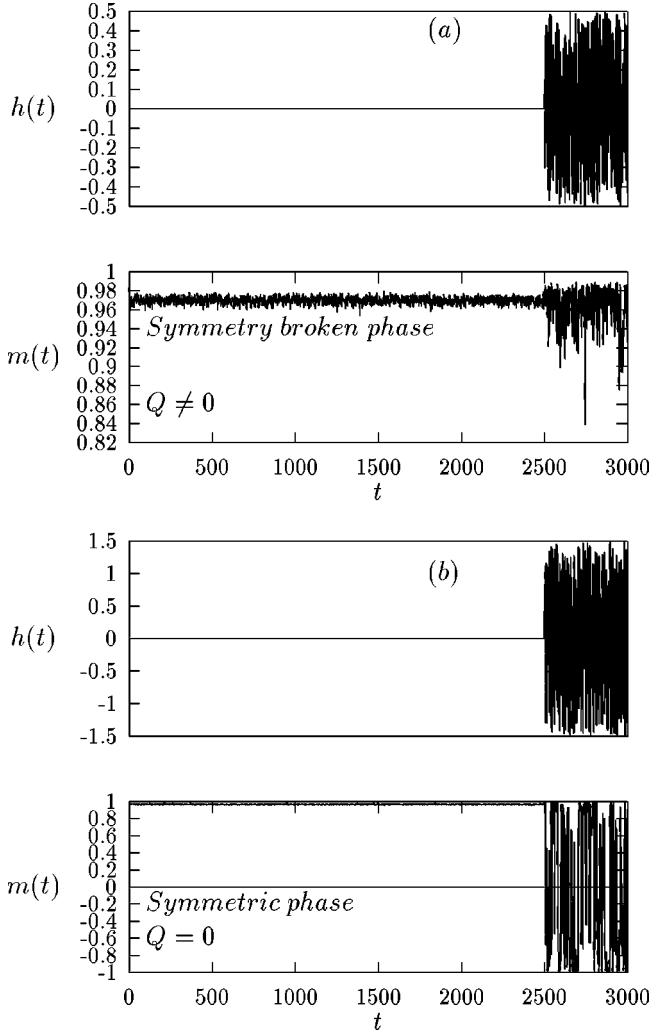 (a)
h(t)
0.5
0.4
0.3
0.2
0.1
0
-0.1
-0.2
-0.3
-0.4
-0.5
m(t)
1
0.98
0.96
0.94
0.92
0.9
0.88
0.86
0.84
0.82
Symmetry broken phase
Q ≠ 0
0 500 1000 1500 2000 2500 3000
t
(b)
h(t)
1.5
1
0.5
0
-0.5
-1
-1.5
m(t)
1
0.8
0.6
0.4
0.2
0
-0.2
-0.4
-0.6
-0.8
-1
Symmetric phase
Q = 0
0 500 1000 1500 2000 2500 3000
t